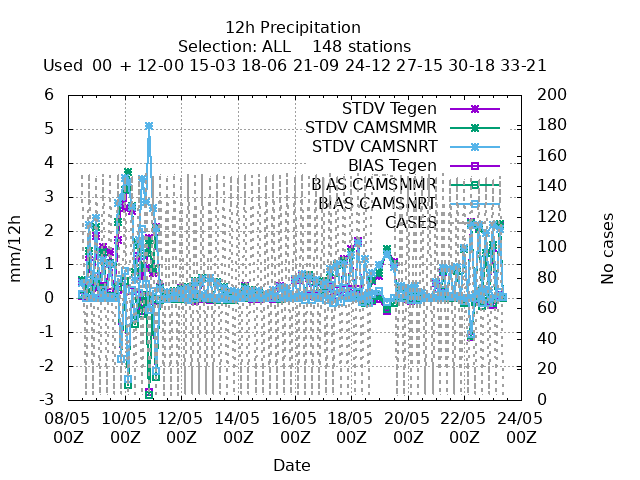 12h Precipitation
Selection: ALL    148 stations
Used  00 + 12-00 15-03 18-06 21-09 24-12 27-15 30-18 33-21
STDV Tegen
STDV CAMSMMR
STDV CAMSNRT
BIAS Tegen
BIAS CAMSMMR
BIAS CAMSNRT
CASES
mm/12h
6
5
4
3
2
1
0
-1
-2
-3
No cases
200
180
160
140
120
100
80
60
40
20
0
08/05 10/05 12/05 14/05 16/05 18/05 20/05 22/05 24/05
00Z 00Z 00Z 00Z 00Z 00Z 00Z 00Z 00Z
Date